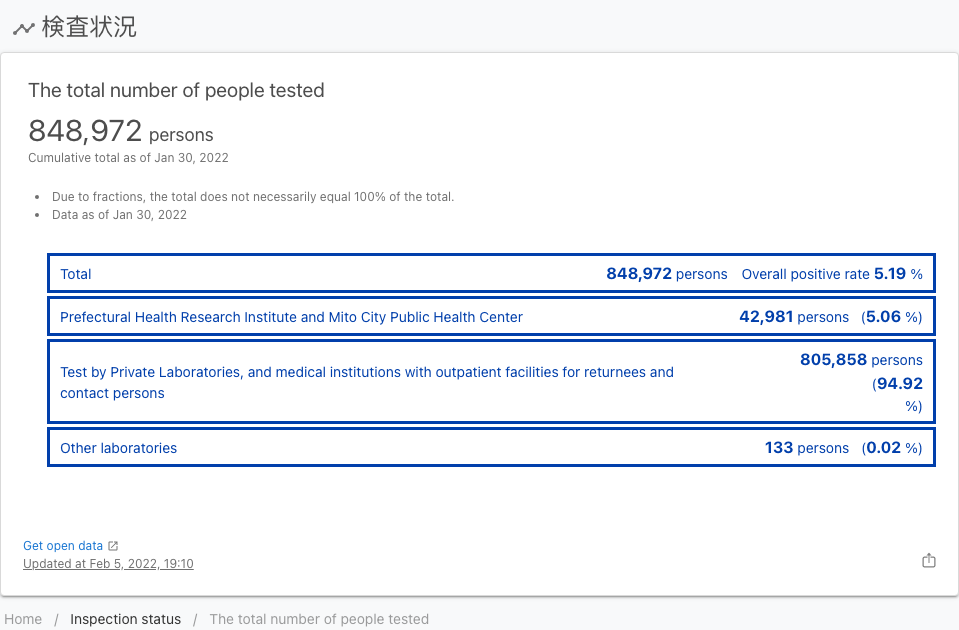 検査状況
The total number of people tested
848,972 persons
Cumulative total as of Jan 30, 2022
• Due to fractions, the total does not necessarily equal 100% of the total.
• Data as of Jan 30, 2022
Total 848,972 persons Overall positive rate 5.19 %
Prefectural Health Research Institute and Mito City Public Health Center 42,981 persons (5.06 %)
Test by Private Laboratories, and medical institutions with outpatient facilities for returnees and
contact persons
805,858 persons
(94.92
%)
Other laboratories 133 persons (0.02 %)
Get open data
Updated at Feb 5, 2022, 19:10
Home / Inspection status / The total number of people tested